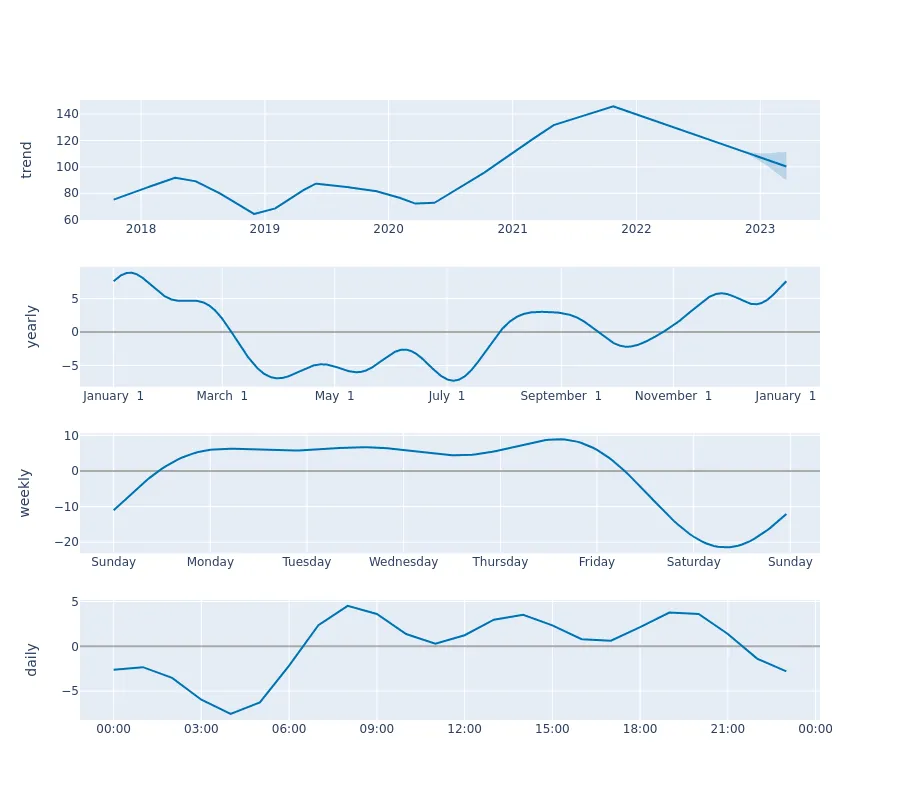 trend
140
120
100
80
60
2018 2019 2020 2021 2022 2023
yearly
5
0
−5
January 1 March 1 May 1 July 1 September 1 November 1 January 1
weekly
10
0
−10
−20
Sunday Monday Tuesday Wednesday Thursday Friday Saturday Sunday
daily
5
0
−5
00:00 03:00 06:00 09:00 12:00 15:00 18:00 21:00 00:00